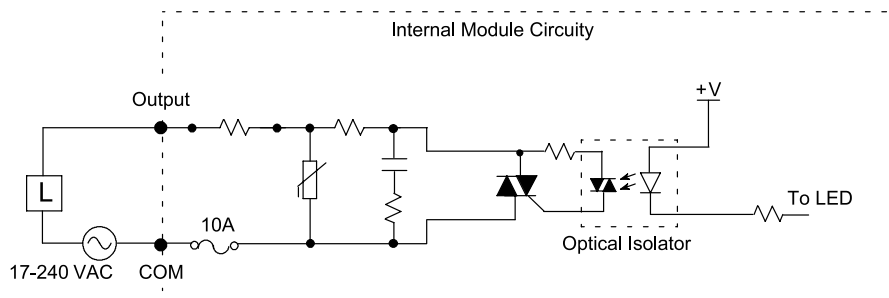 Internal Module Circuity
+V
Output
L
10A
To LED
Optical Isolator
17-240 VAC
COM